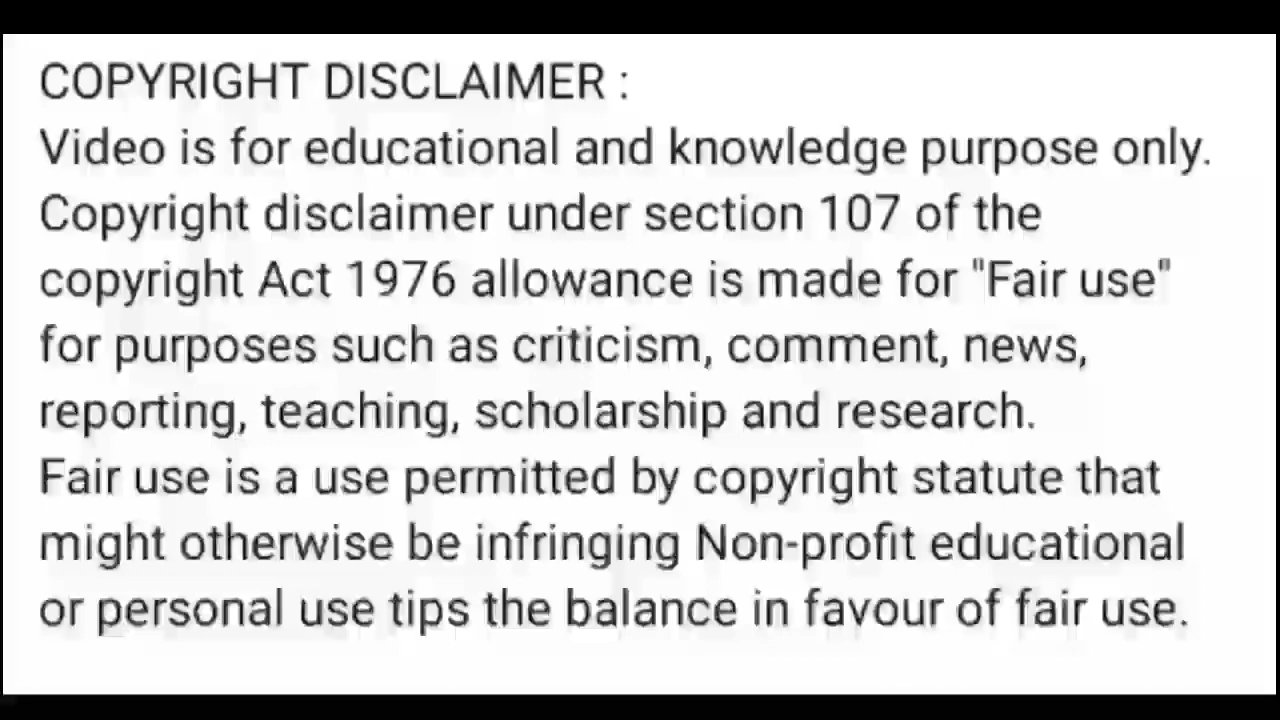 COPYRIGHT DISCLAIMER :
Video is for educational and knowledge purpose only.
Copyright disclaimer under section 107 of the
copyright Act 1976 allowance is made for "Fair use"
for purposes such as criticism, comment, news,
reporting, teaching, scholarship and research.
Fair use is a use permitted by copyright statute that
might otherwise be infringing Non-profit educational
or personal use tips the balance in favour of fair use.